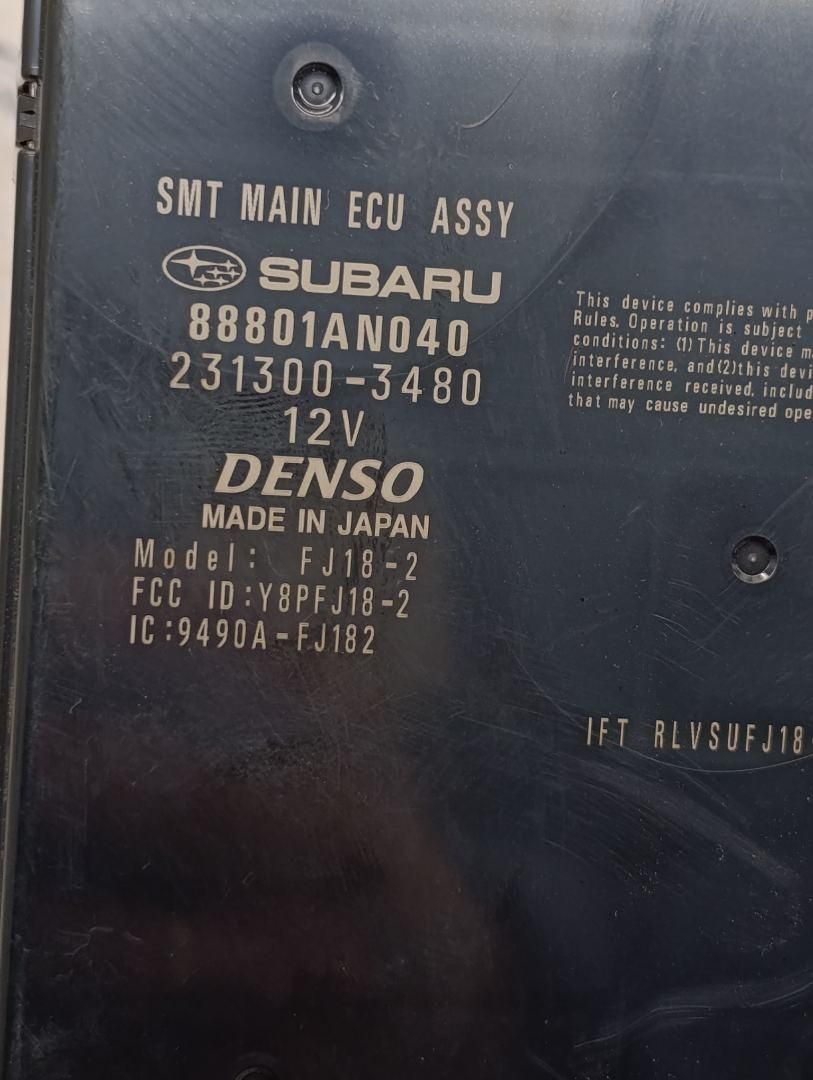 SMT MAIN ECU ASSY
SUBARU
88801AN040
231300-3480
12V
DENSO
MADE IN JAPAN
Model: FJ18-2
FCC ID:Y8PFJ18-2
IC:9490A-FJ182
This device complies with
Rules. Operation is subject
conditions: (1) This device
interference, and(2)this
interference received,
that may cause undesired
IFT RLVSUFJ18